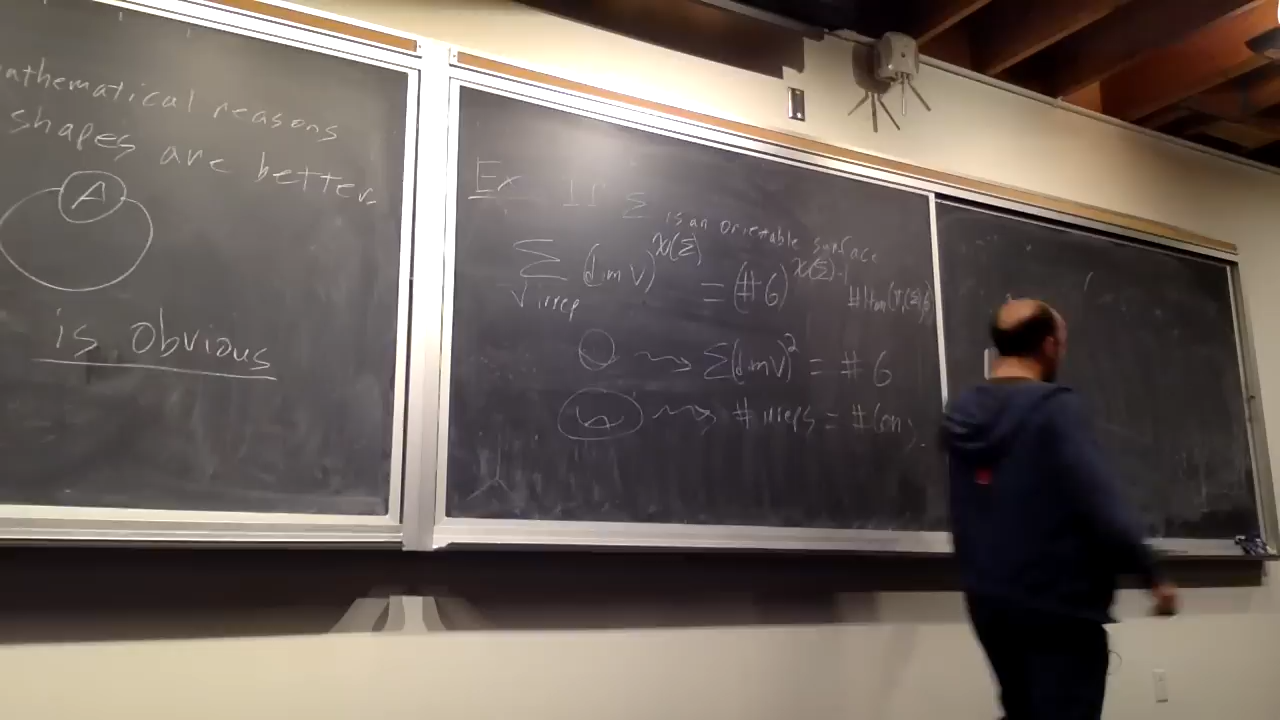 mathematical reasons
shapes are better.
A
is obvious
Ex If Σ is an orientable surface
Σ (dim V)^χ(Σ) = (#G)^χ(Σ)-1 #Hom(π₁(Σ),G)
V irrep
⇝ Σ(dim V)² = #G
⇝ # irreps = #Conj.